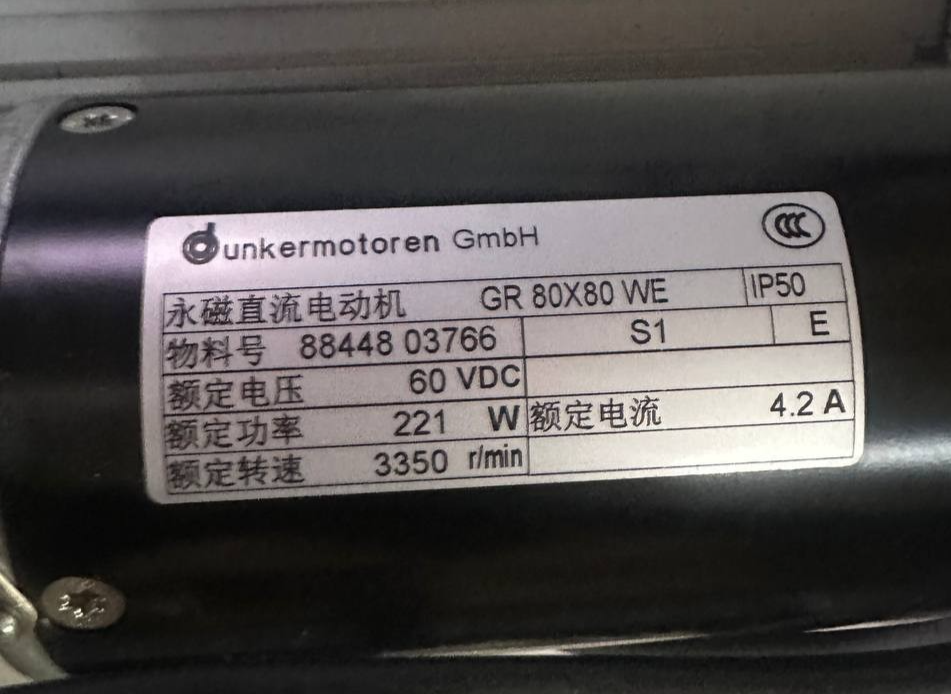 dunkermotoren GmbH
CCC
永磁直流电动机 GR 80X80 WE IP50
物料号 88448 03766 S1 E
额定电压 60 VDC
额定功率 221 W 额定电流 4.2 A
额定转速 3350 r/min